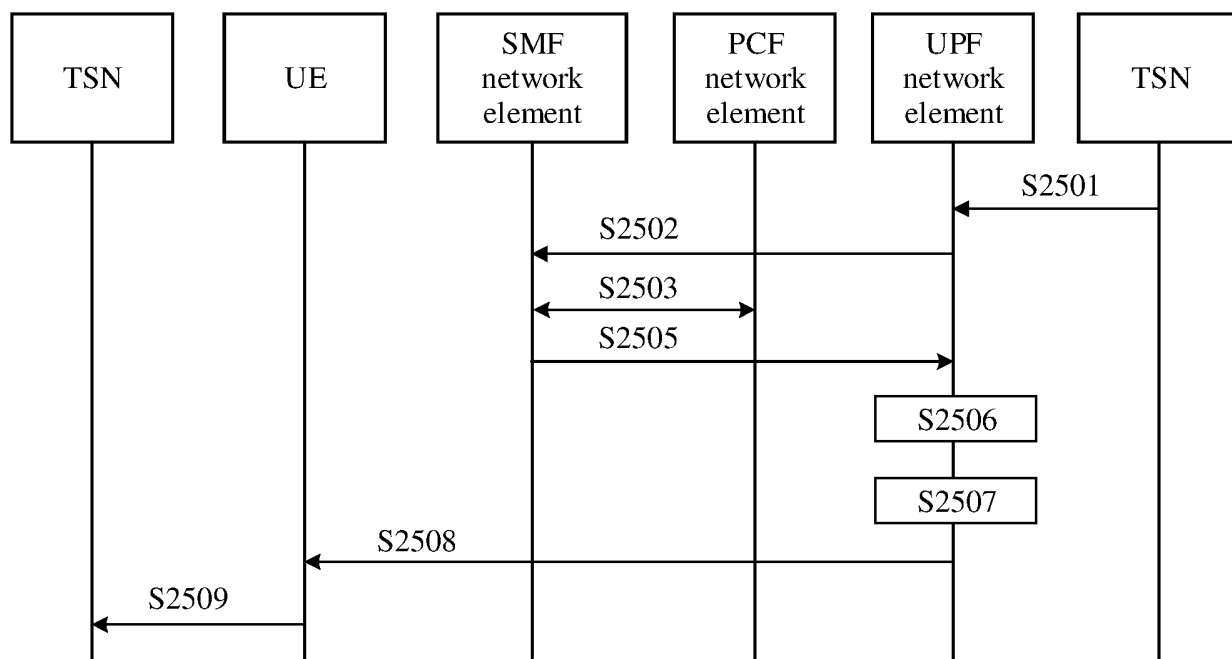 TSN
UE
SMF
network
element
PCF
network
element
UPF
network
element
TSN
S2501
S2502
S2503
S2505
S2506
S2507
S2508
S2509